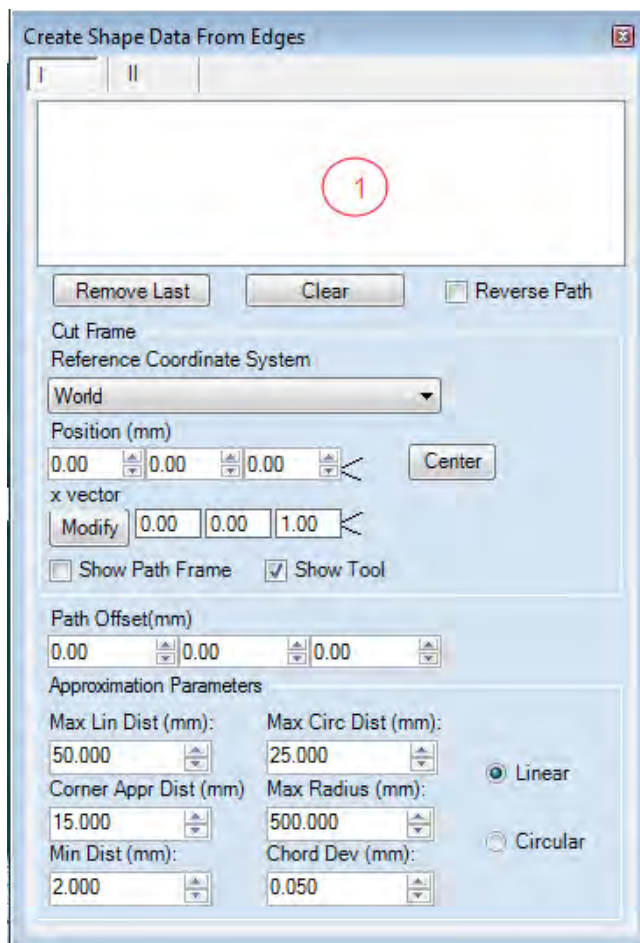 Create Shape Data From Edges
I II
1
Remove Last Clear Reverse Path
Cut Frame
Reference Coordinate System
World
Position (mm)
0.00 0.00 0.00 Center
x vector
Modify 0.00 0.00 1.00
Show Path Frame Show Tool
Path Offset(mm)
0.00 0.00 0.00
Approximation Parameters
Max Lin Dist (mm): Max Circ Dist (mm):
50.000 25.000
Linear
Corner Appr Dist (mm) Max Radius (mm):
15.000 500.000
Circular
Min Dist (mm): Chord Dev (mm):
2.000 0.050